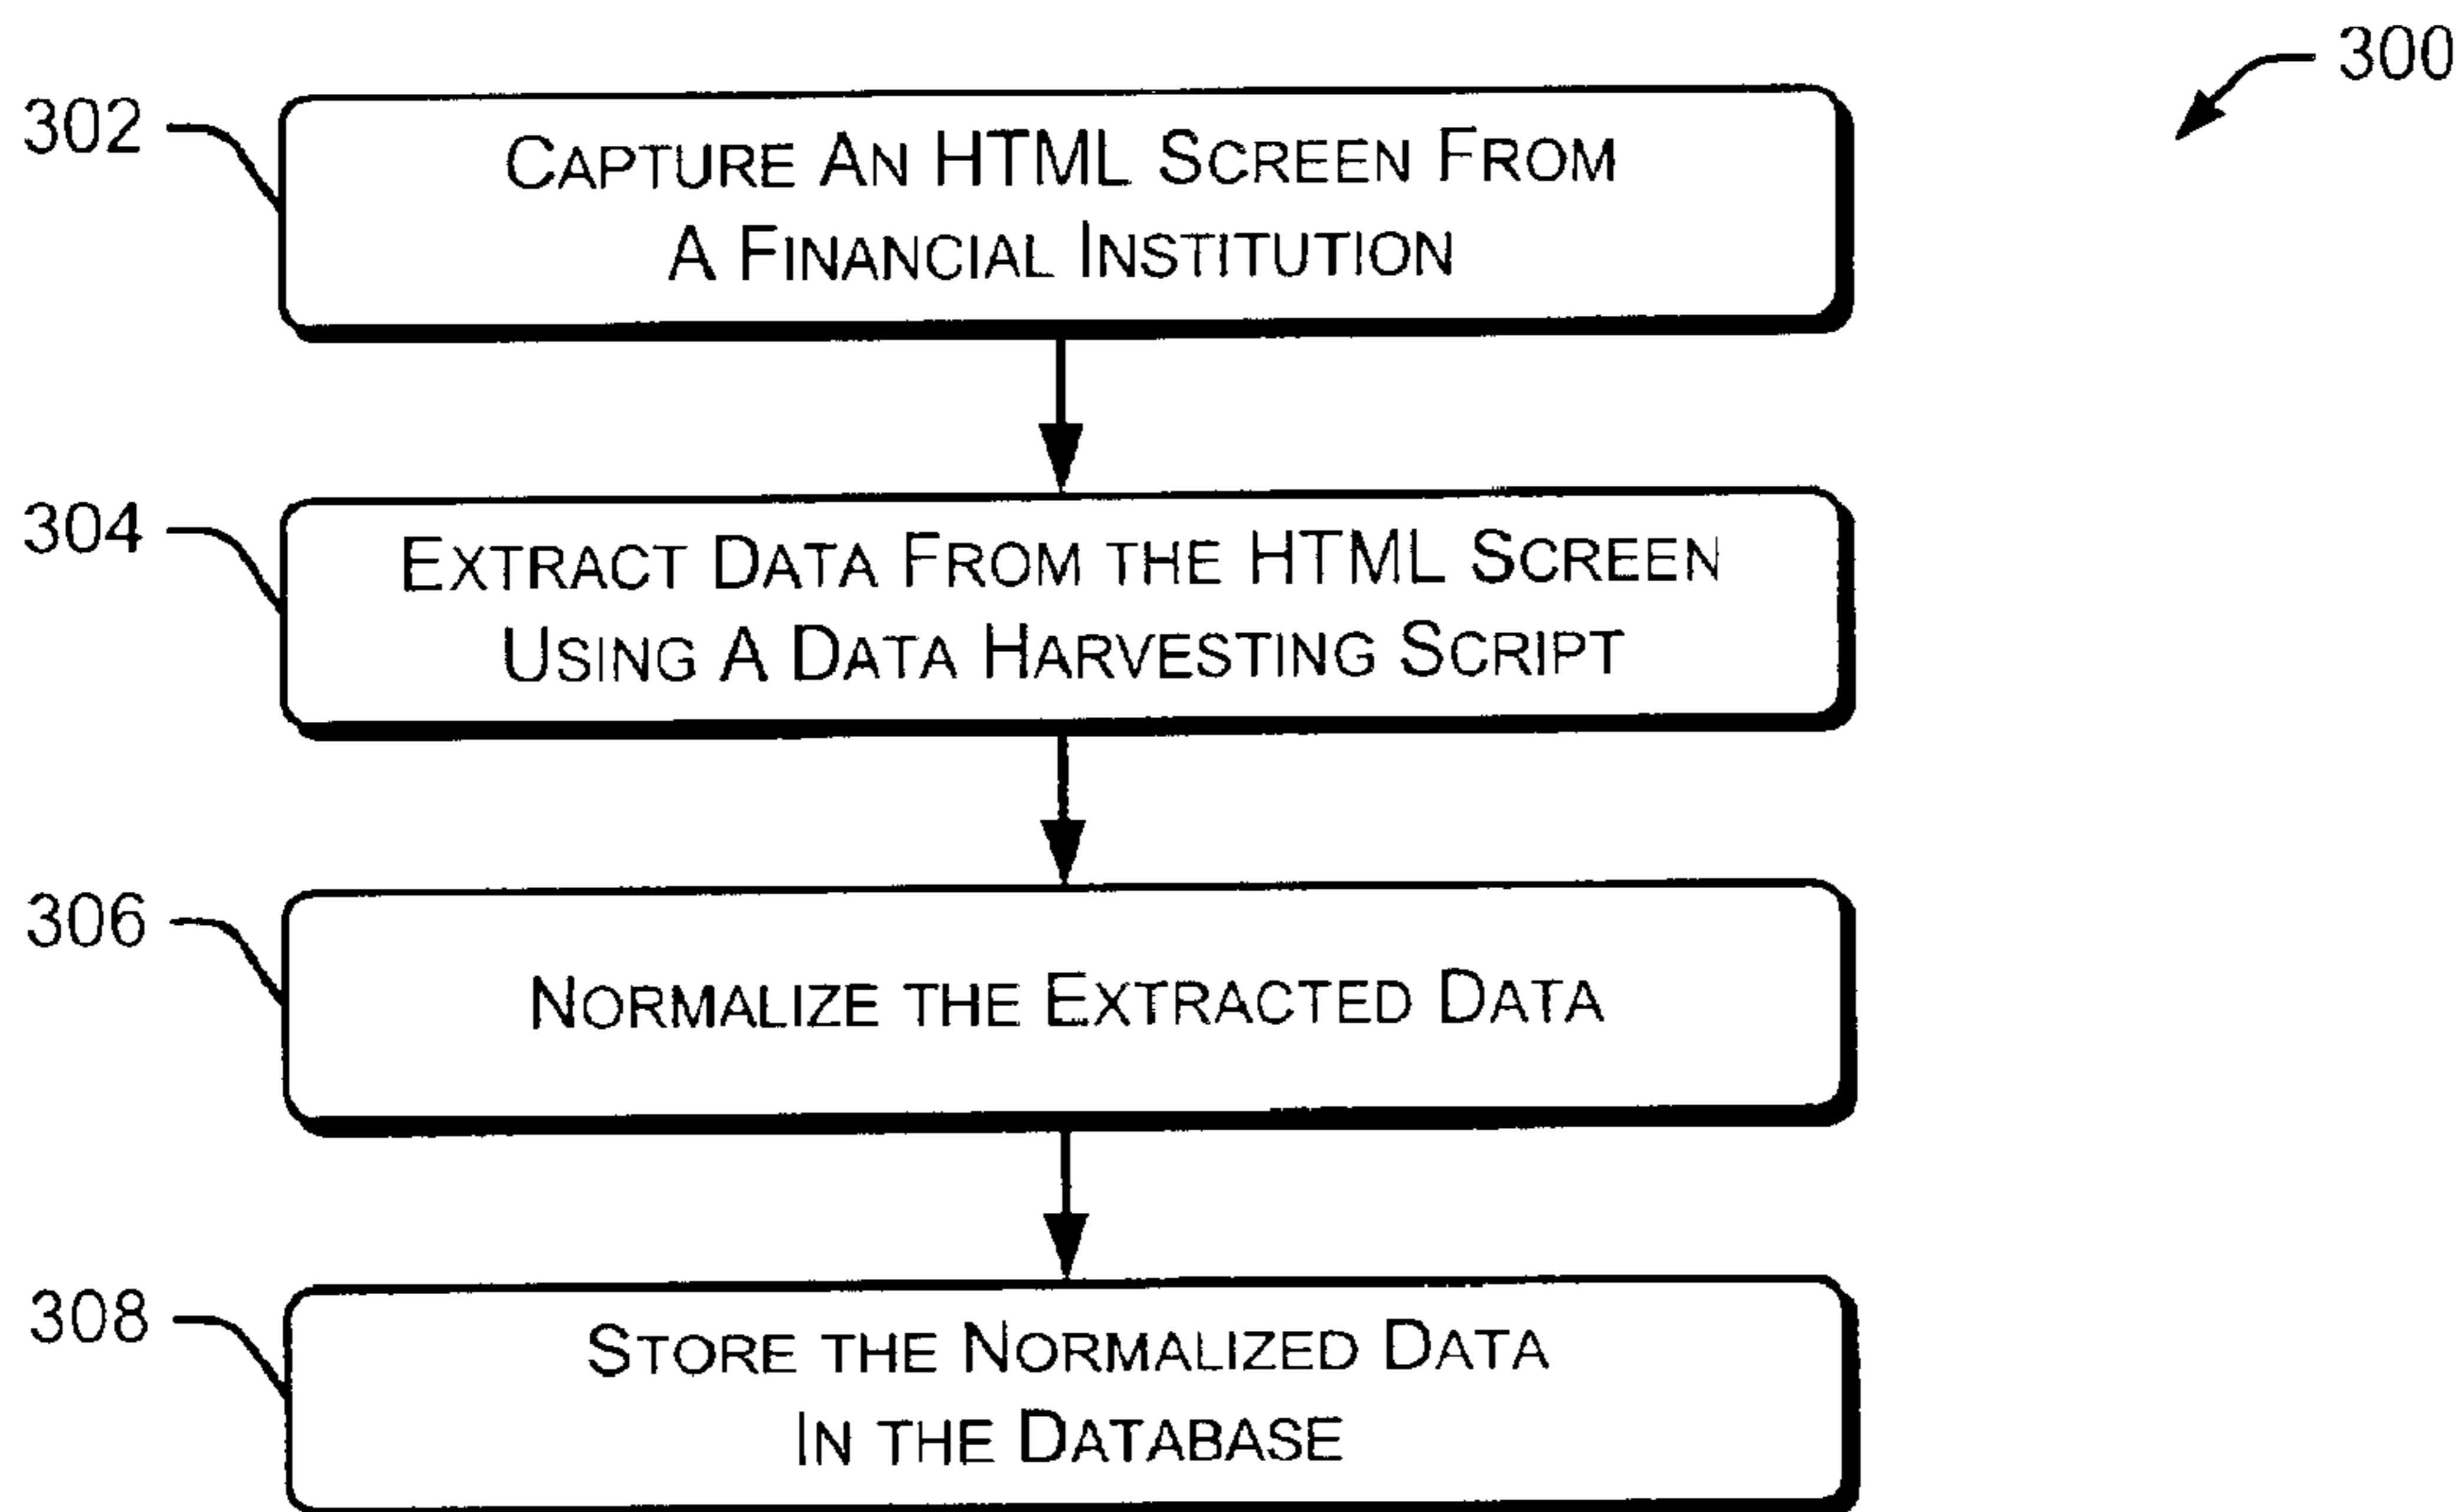 300
302
CAPTURE AN HTML SCREEN FROM
A FINANCIAL INSTITUTION
304
EXTRACT DATA FROM THE HTML SCREEN
USING A DATA HARVESTING SCRIPT
306
NORMALIZE THE EXTRACTED DATA
308
STORE THE NORMALIZED DATA
IN THE DATABASE